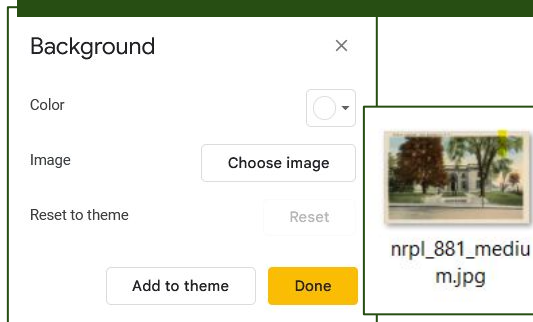 Background
Color
Image
Choose image
Reset to theme
Reset
Add to theme
Done
nrpl_881_mediu
m.jpg